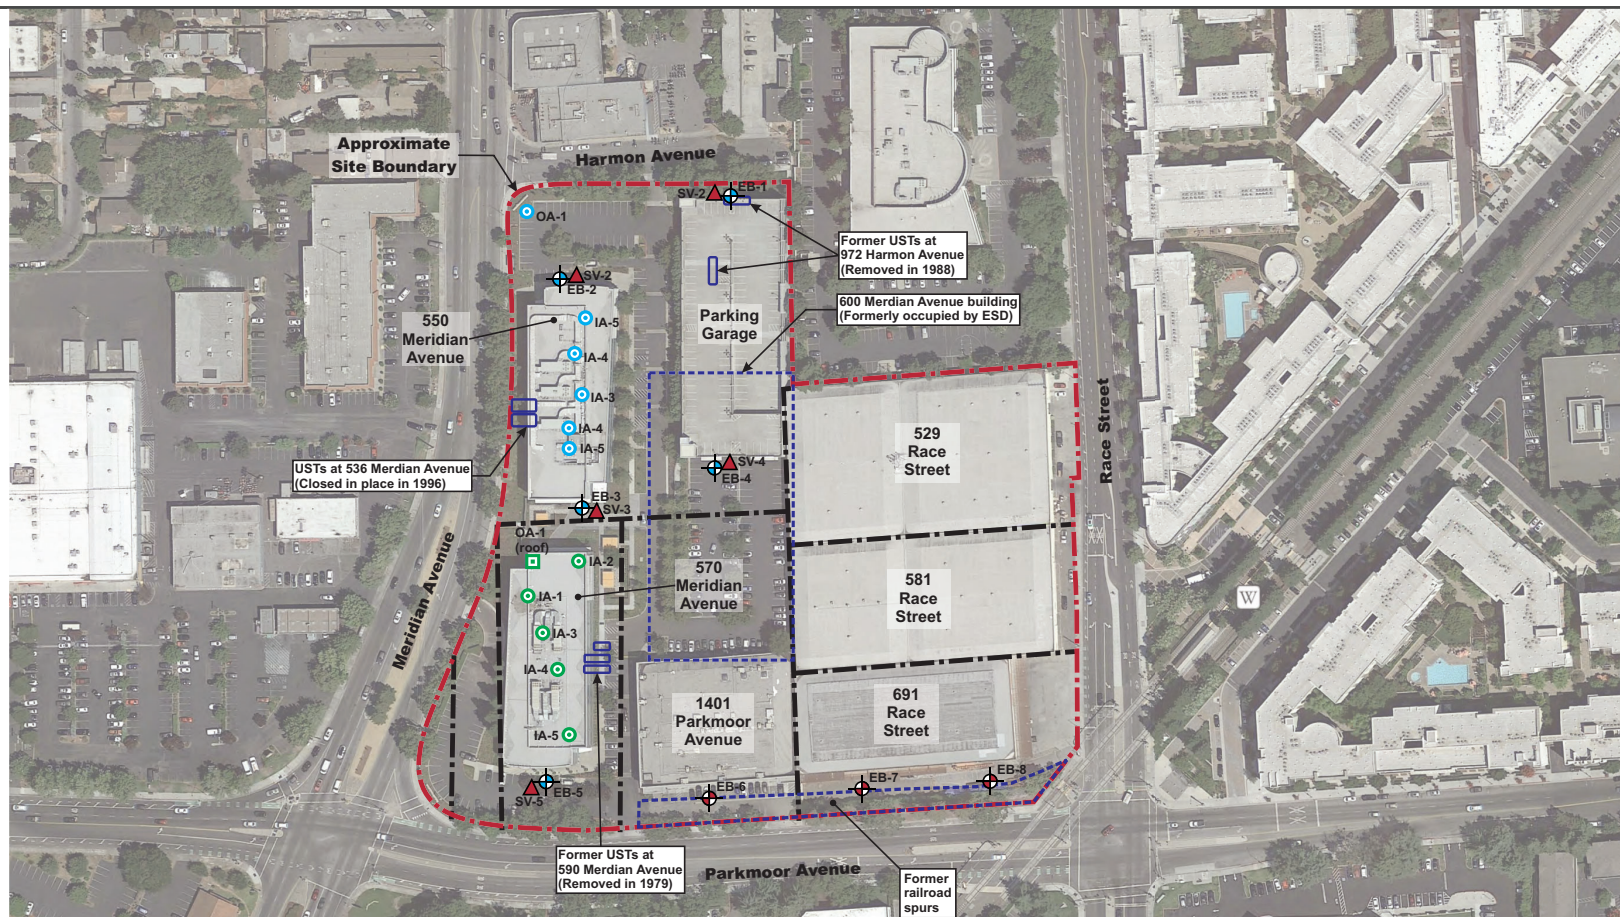 Approximate
Site Boundary
Harmon Avenue
SV-2
EB-1
OA-1
Former USTs at
972 Harmon Avenue
(Removed in 1988)
SV-2
EB-2
600 Merdian Avenue building
(Formerly occupied by ESD)
550
Meridian
Avenue
IA-5
Parking
Garage
IA-4
IA-3
Race Street
IA-4
IA-5
529
Race
Street
USTs at 536 Merdian Avenue
(Closed in place in 1996)
SV-4
EB-4
EB-3
SV-3
OA-1
(roof)
IA-2
570
Meridian
Avenue
581
Race
Street
Meridian Avenue
IA-1
W
IA-3
IA-4
1401
Parkmoor
Avenue
691
Race
Street
IA-5
SV-5
EB-5
EB-6
EB-7
EB-8
Former USTs at
590 Merdian Avenue
(Removed in 1979)
Parkmoor Avenue
Former
railroad
spurs